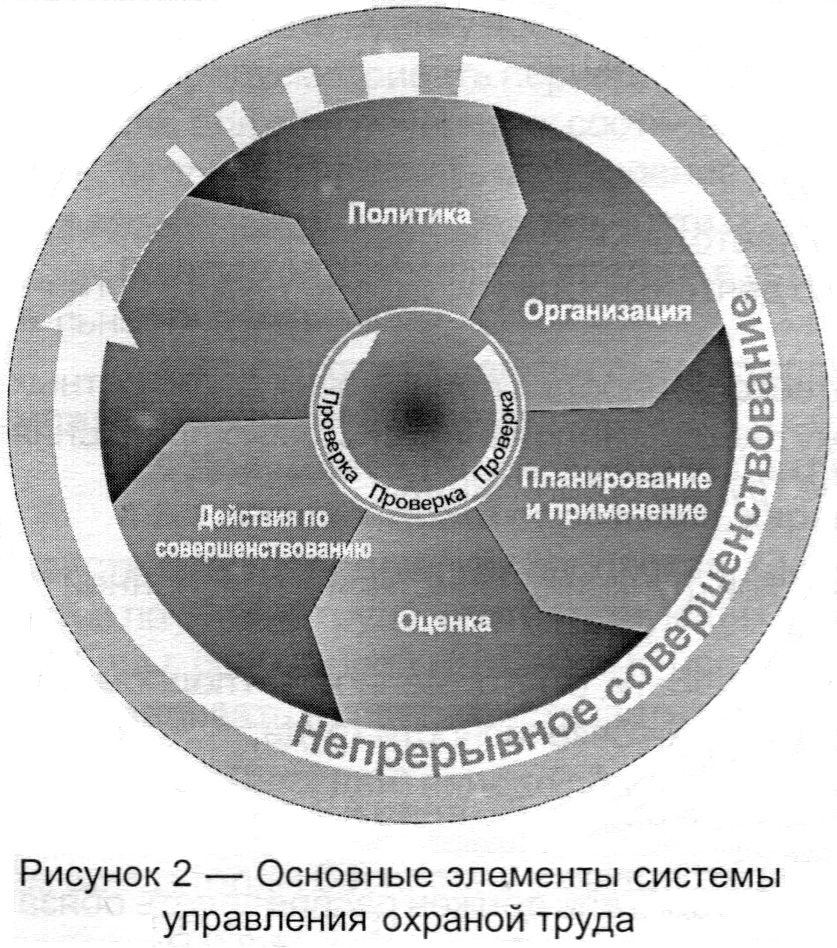 Политика
Организация
Планирование
и применение
Оценка
Действия по
совершенствованию
Проверка
Проверка
Проверка
Непрерывное совершенствование
Рисунок 2 — Основные элементы системы
управления охраной труда